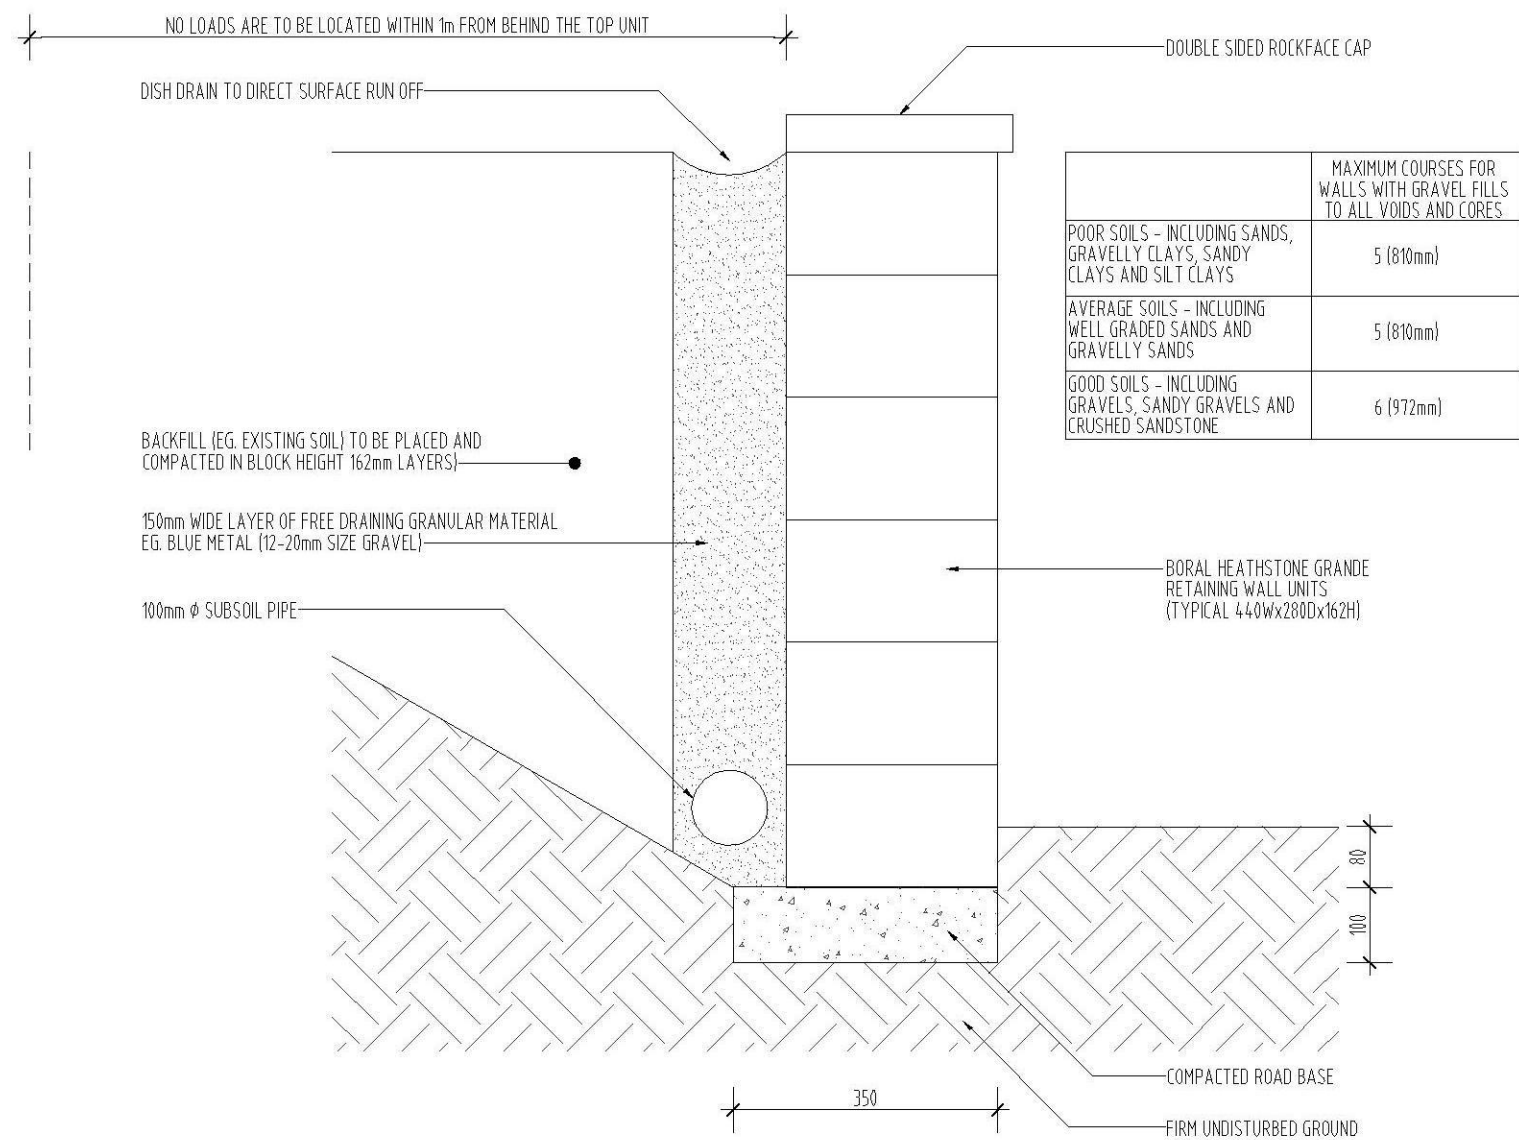 NO LOADS ARE TO BE LOCATED WITHIN 1m FROM BEHIND THE TOP UNIT
DOUBLE SIDED ROCKFACE CAP
DISH DRAIN TO DIRECT SURFACE RUN OFF
MAXIMUM COURSES FOR
WALLS WITH GRAVEL FILLS
TO ALL VOIDS AND CORES
POOR SOILS - INCLUDING SANDS,
GRAVELLY CLAYS, SANDY
CLAYS AND SILT CLAYS
5 (810mm)
AVERAGE SOILS - INCLUDING
WELL GRADED SANDS AND
GRAVELLY SANDS
5 (810mm)
GOOD SOILS - INCLUDING
GRAVELS, SANDY GRAVELS AND
CRUSHED SANDSTONE
6 (972mm)
BACKFILL (EG. EXISTING SOIL) TO BE PLACED AND
COMPACTED IN BLOCK HEIGHT 162mm LAYERS)
150mm WIDE LAYER OF FREE DRAINING GRANULAR MATERIAL
EG. BLUE METAL (12-20mm SIZE GRAVEL)
100mm Ø SUBSOIL PIPE
BORAL HEATHSTONE GRANDE
RETAINING WALL UNITS
(TYPICAL 440Wx280Dx162H)
80
100
350
COMPACTED ROAD BASE
FIRM UNDISTURBED GROUND